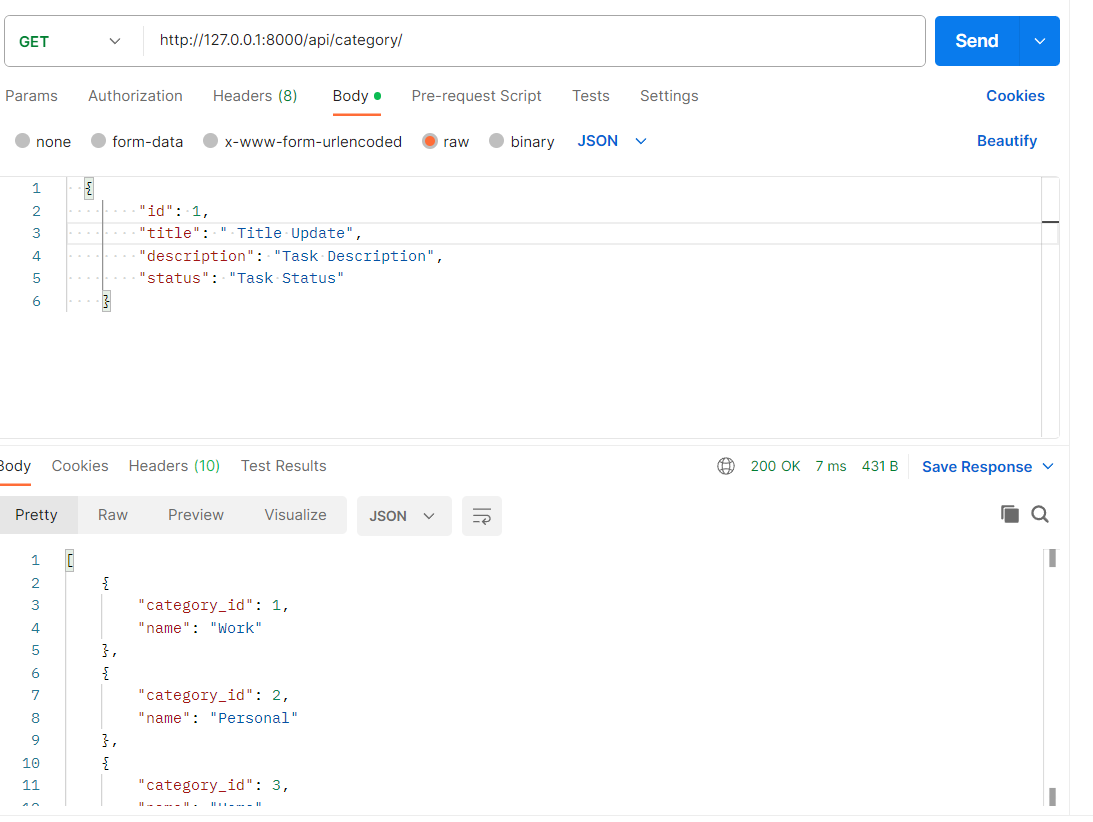 GET http://127.0.0.1:8000/api/category/ Send
Params Authorization Headers (8) Body Pre-request Script Tests Settings Cookies
none form-data x-www-form-urlencoded raw binary JSON Beautify
1 {
2 "id": 1,
3 "title": " Title Update",
4 "description": "Task Description",
5 "status": "Task Status"
6 }
Body Cookies Headers (10) Test Results 200 OK 7 ms 431 B Save Response
Pretty Raw Preview Visualize JSON
1 [
2 {
3 "category_id": 1,
4 "name": "Work"
5 },
6 {
7 "category_id": 2,
8 "name": "Personal"
9 },
10 {
11 "category_id": 3,